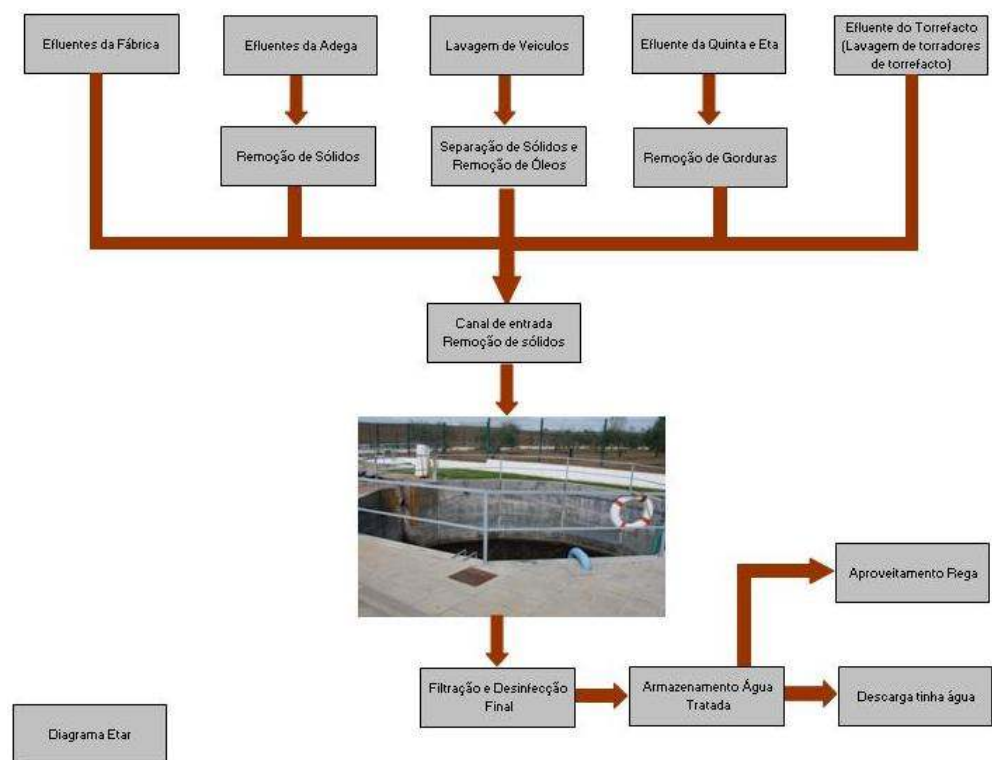 Efluentes da Fábrica
Efluentes da Adega
Lavagem de Veiculos
Efluente da Quinta e Eta
Efluente do Torrefacto
(Lavagem de torradores
de torrefacto)
Remoção de Sólidos
Separação de Sólidos e
Remoção de Óleos
Remoção de Gorduras
Canal de entrada
Remoção de sólidos
Aproveitamento Rega
Filtração e Desinfecção
Final
Armazenamento Água
Tratada
Descarga tinha água
Diagrama Etar